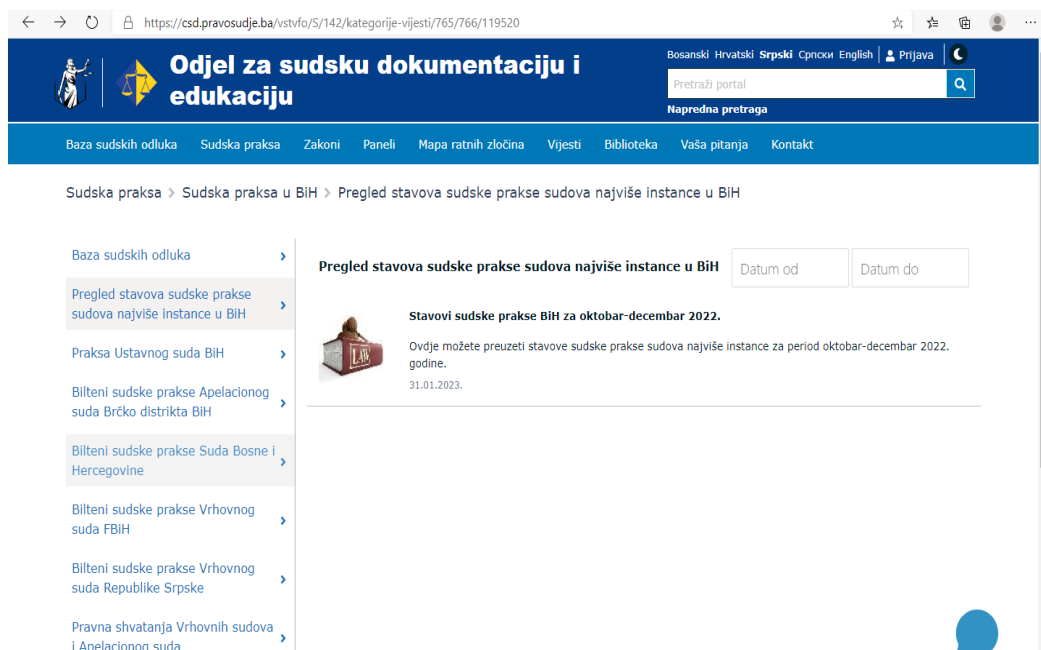 https://csd.pravosudje.ba/vstvfo/S/142/kategorije-vijesti/765/766/119520
Odjel za sudsku dokumentaciju i
edukaciju
Bosanski Hrvatski Srpski Српски English Prijava
Pretraži portal
Napredna pretraga
Baza sudskih odluka Sudska praksa Zakoni Paneli Mapa ratnih zločina Vijesti Biblioteka Vaša pitanja Kontakt
Sudska praksa > Sudska praksa u BiH > Pregled stavova sudske prakse sudova najviše instance u BiH
Baza sudskih odluka
Pregled stavova sudske prakse
sudova najviše instance u BiH
Praksa Ustavnog suda BiH
Bilteni sudske prakse Apelacionog
suda Brčko distrikta BiH
Bilteni sudske prakse Suda Bosne i
Hercegovine
Bilteni sudske prakse Vrhovnog
suda FBiH
Bilteni sudske prakse Vrhovnog
suda Republike Srpske
Pravna shvatanja Vrhovnih sudova
i Apelacionog suda
Pregled stavova sudske prakse sudova najviše instance u BiH
Datum od
Datum do
LAW
Stavovi sudske prakse BiH za oktobar-decembar 2022.
Ovdje možete preuzeti stavove sudske prakse sudova najviše instance za period oktobar-decembar 2022.
godine.
31.01.2023.